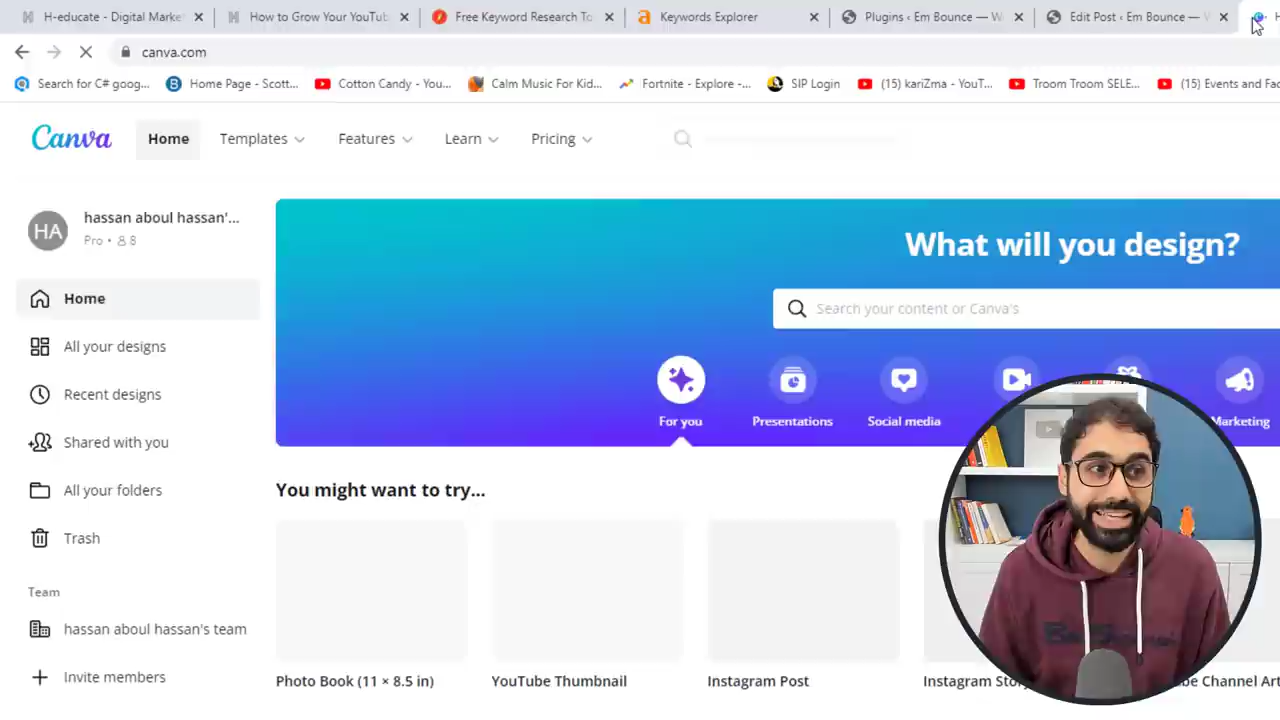 H-educate - Digital Marke
How to Grow Your YouTub
Free Keyword Research To
Keywords Explorer
Plugins ‹ Em Bounce — W
Edit Post ‹ Em Bounce — W
H
canva.com
Search for C# goog...
Home Page - Scott...
Cotton Candy - You...
Calm Music For Kid...
Fortnite - Explore -...
SIP Login
(15) kariZma - YouT...
Troom Troom SELE...
(15) Events and Fac
Canva
Home
Templates
Features
Learn
Pricing
HA
hassan aboul hassan'...
Pro • 8
Home
All your designs
Recent designs
Shared with you
All your folders
Trash
Team
hassan aboul hassan's team
Invite members
What will you design?
Search your content or Canva's
For you
Presentations
Social media
Marketing
You might want to try...
Photo Book (11 × 8.5 in)
YouTube Thumbnail
Instagram Post
Instagram Sto
be Channel Art